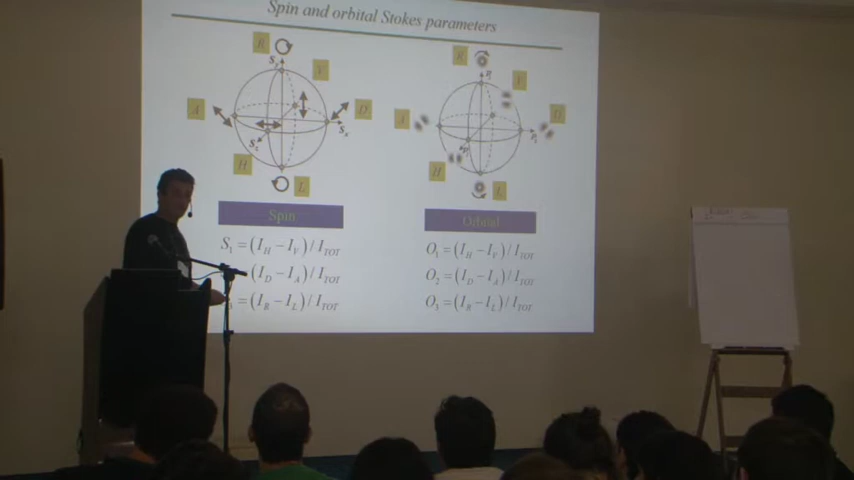 Spin and orbital Stokes parameters
R
V
A
D
H
L
R
V
A
D
H
L
Spin
Orbital
S₁ = (I_H − I_V) / I_TOT
(I_D − I_A) / I_TOT
= (I_R − I_L) / I_TOT
O₁ = (I_H − I_V) / I_TOT
O₂ = (I_D − I_A) / I_TOT
O₃ = (I_R − I_L) / I_TOT